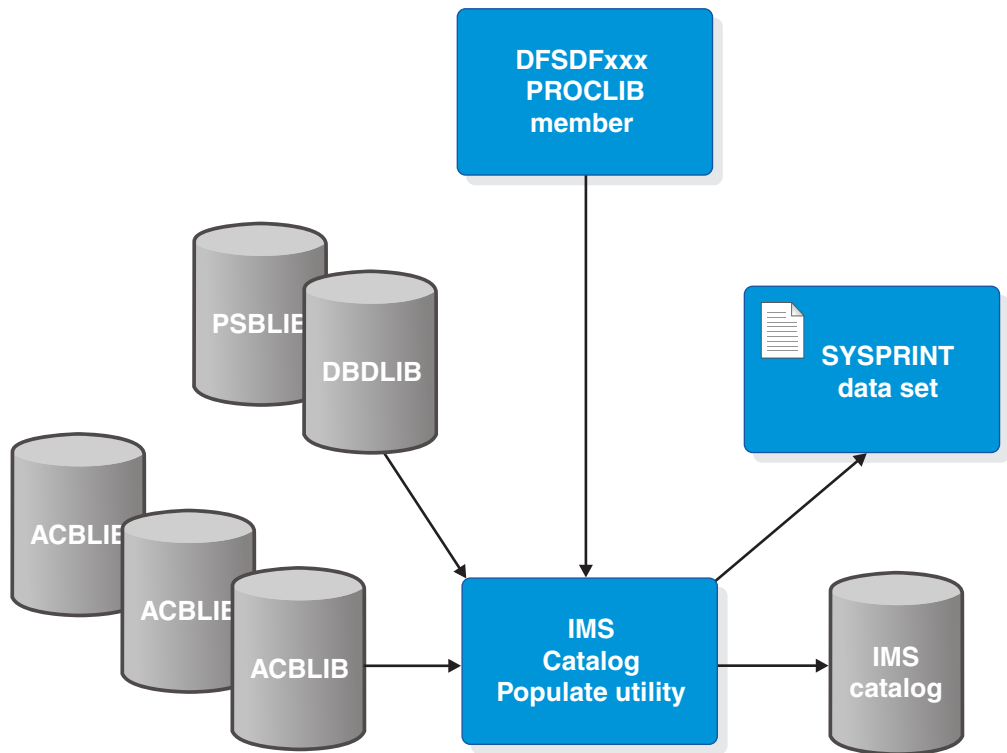 DFSDFxxx
PROCLIB
member
PSBLIB
DBDLIB
SYSPRINT
data set
ACBLIB
ACBLIB
ACBLIB
IMS
Catalog
Populate utility
IMS
catalog